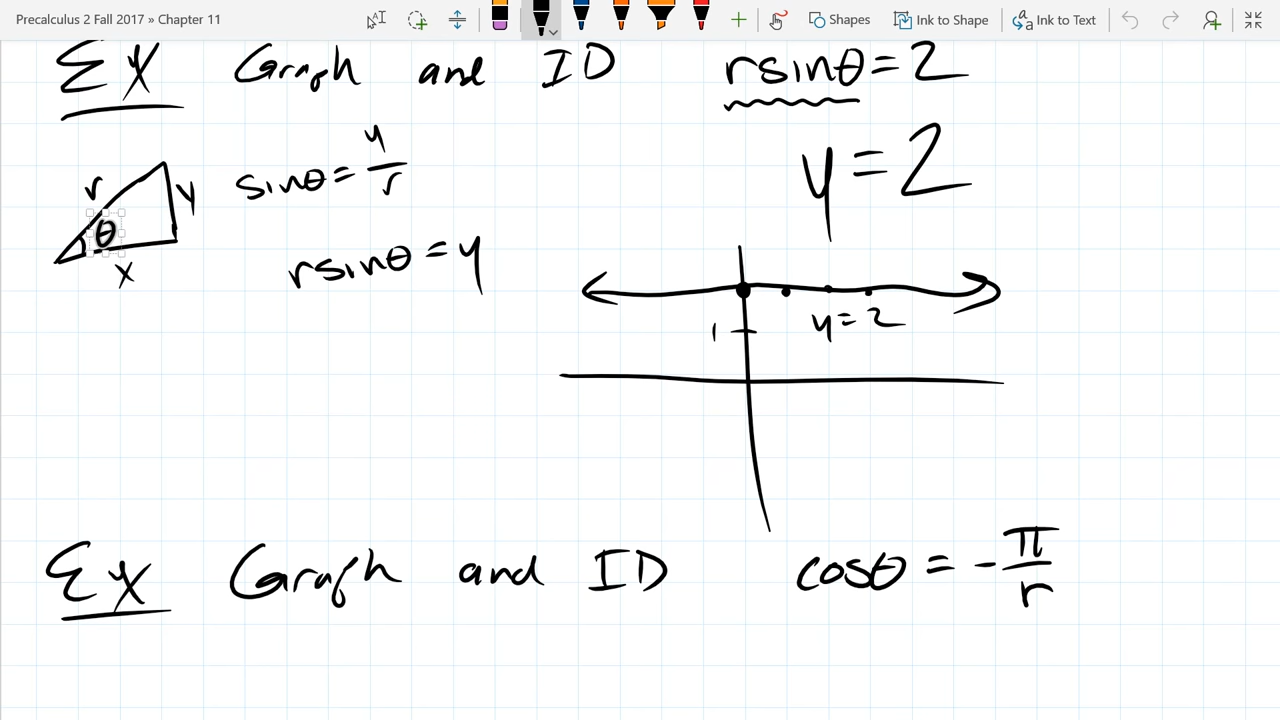 Precalculus 2 Fall 2017 » Chapter 11
Shapes
Ink to Shape
Ink to Text
Ex Graph and ID rsinθ = 2
y = 2
r
y
θ
x
sinθ = y/r
rsinθ = y
1
y = 2
Ex Graph and ID cosθ = -π/r